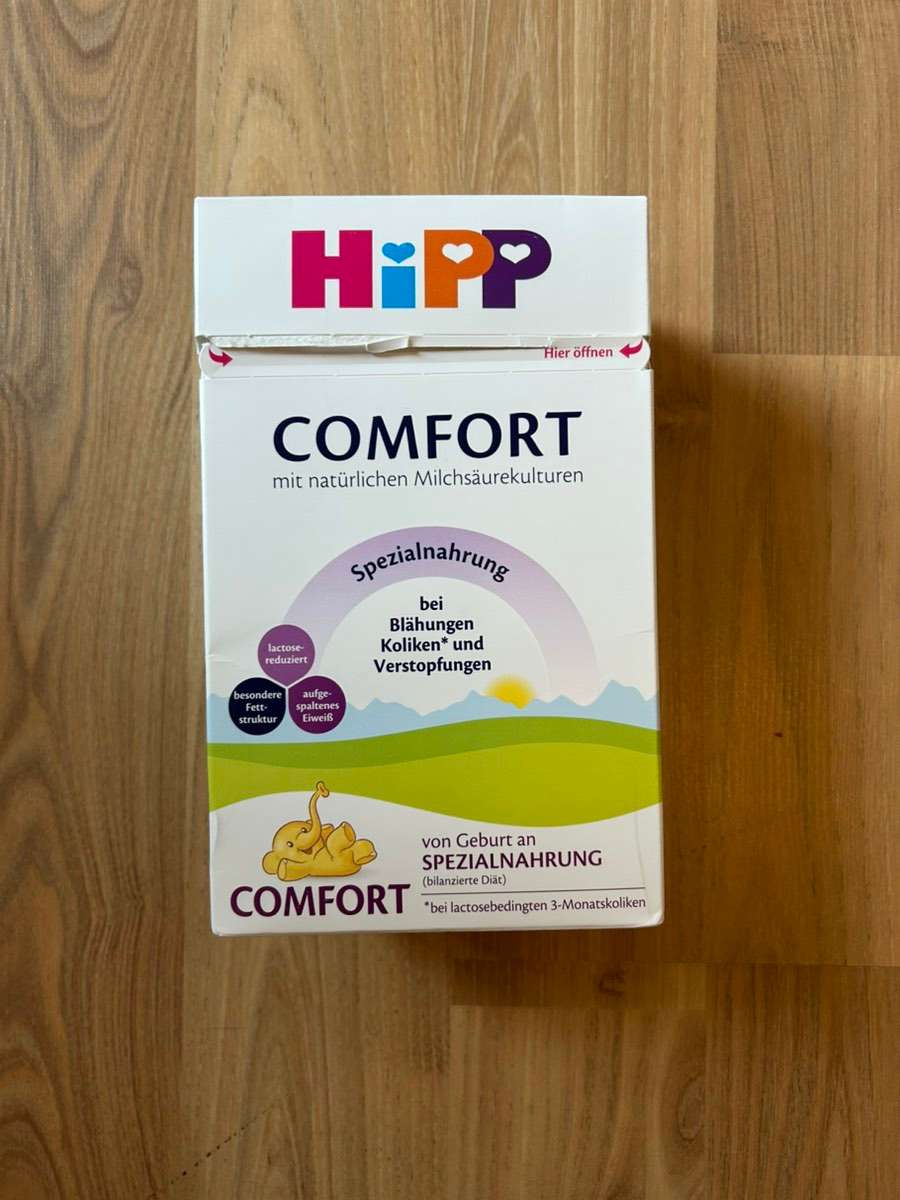 HiPP
Hier öffnen
COMFORT
mit natürlichen Milchsäurekulturen
Spezialnahrung
bei
Blähungen
Koliken* und
Verstopfungen
lactose-
reduziert
besondere
Fett-
struktur
aufge-
spaltenes
Eiweiß
von Geburt an
SPEZIALNAHRUNG
(bilanzierte Diät)
COMFORT
*bei lactosebedingten 3-Monatskoliken